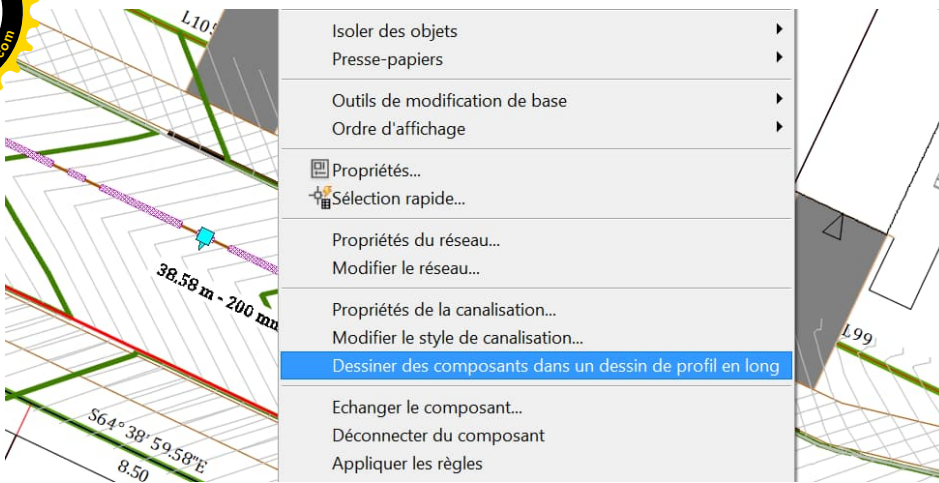 com
L105
Isoler des objets
Presse-papiers
Outils de modification de base
Ordre d'affichage
Propriétés...
Sélection rapide...
Propriétés du réseau...
Modifier le réseau...
38.58 m - 200 mm
Propriétés de la canalisation...
Modifier le style de canalisation...
L99
Dessiner des composants dans un dessin de profil en long
Echanger le composant...
S64°38'59.58"E
Déconnecter du composant
8.50
Appliquer les règles